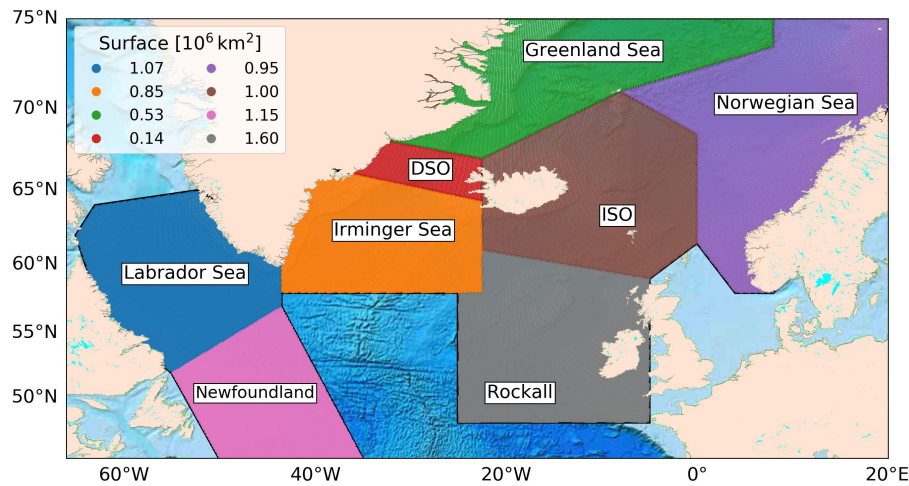 75°N
70°N
65°N
60°N
55°N
50°N
Surface [10⁶ km²]
1.07
0.85
0.53
0.14
0.95
1.00
1.15
1.60
Greenland Sea
Norwegian Sea
DSO
ISO
Irminger Sea
Labrador Sea
Newfoundland
Rockall
60°W
40°W
20°W
0°
20°E